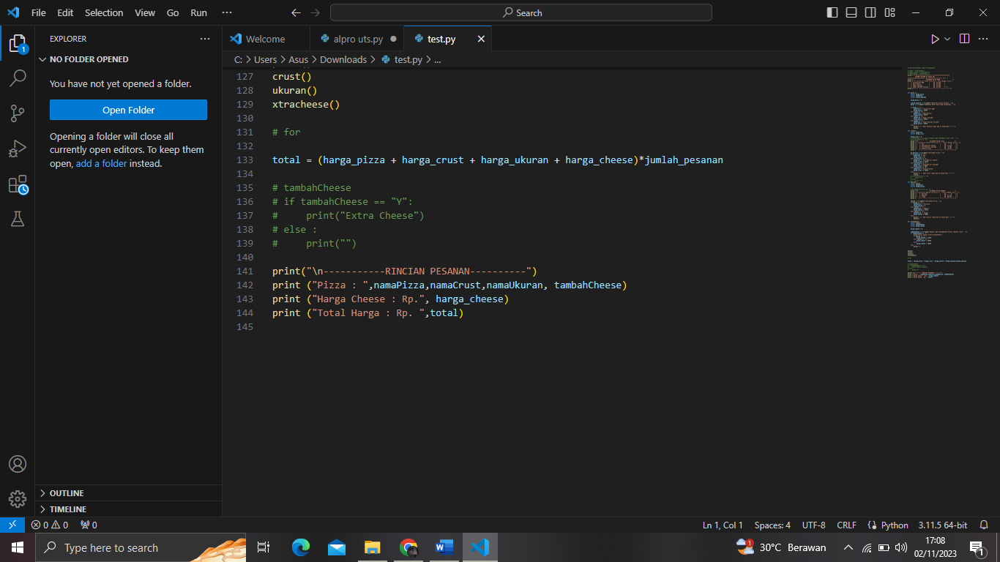 File Edit Selection View Go Run ···
Search
EXPLORER ···
NO FOLDER OPENED
You have not yet opened a folder.
Open Folder
Opening a folder will close all
currently open editors. To keep them
open, add a folder instead.
OUTLINE
TIMELINE
Welcome
alpro uts.py
test.py
C: > Users > Asus > Downloads > test.py > ...
127 crust()
128 ukuran()
129 xtracheese()
130
131 # for
132
133 total = (harga_pizza + harga_crust + harga_ukuran + harga_cheese)*jumlah_pesanan
134
135 # tambahCheese
136 # if tambahCheese == "Y":
137 #     print("Extra Cheese")
138 # else :
139 #     print("")
140
141 print("\n-----------RINCIAN PESANAN----------")
142 print ("Pizza : ",namaPizza,namaCrust,namaUkuran, tambahCheese)
143 print ("Harga Cheese : Rp.", harga_cheese)
144 print ("Total Harga : Rp. ",total)
145
1
0 0 0
Ln 1, Col 1 Spaces: 4 UTF-8 CRLF Python 3.11.5 64-bit
Type here to search
1
30°C Berawan
17:08
02/11/2023
1